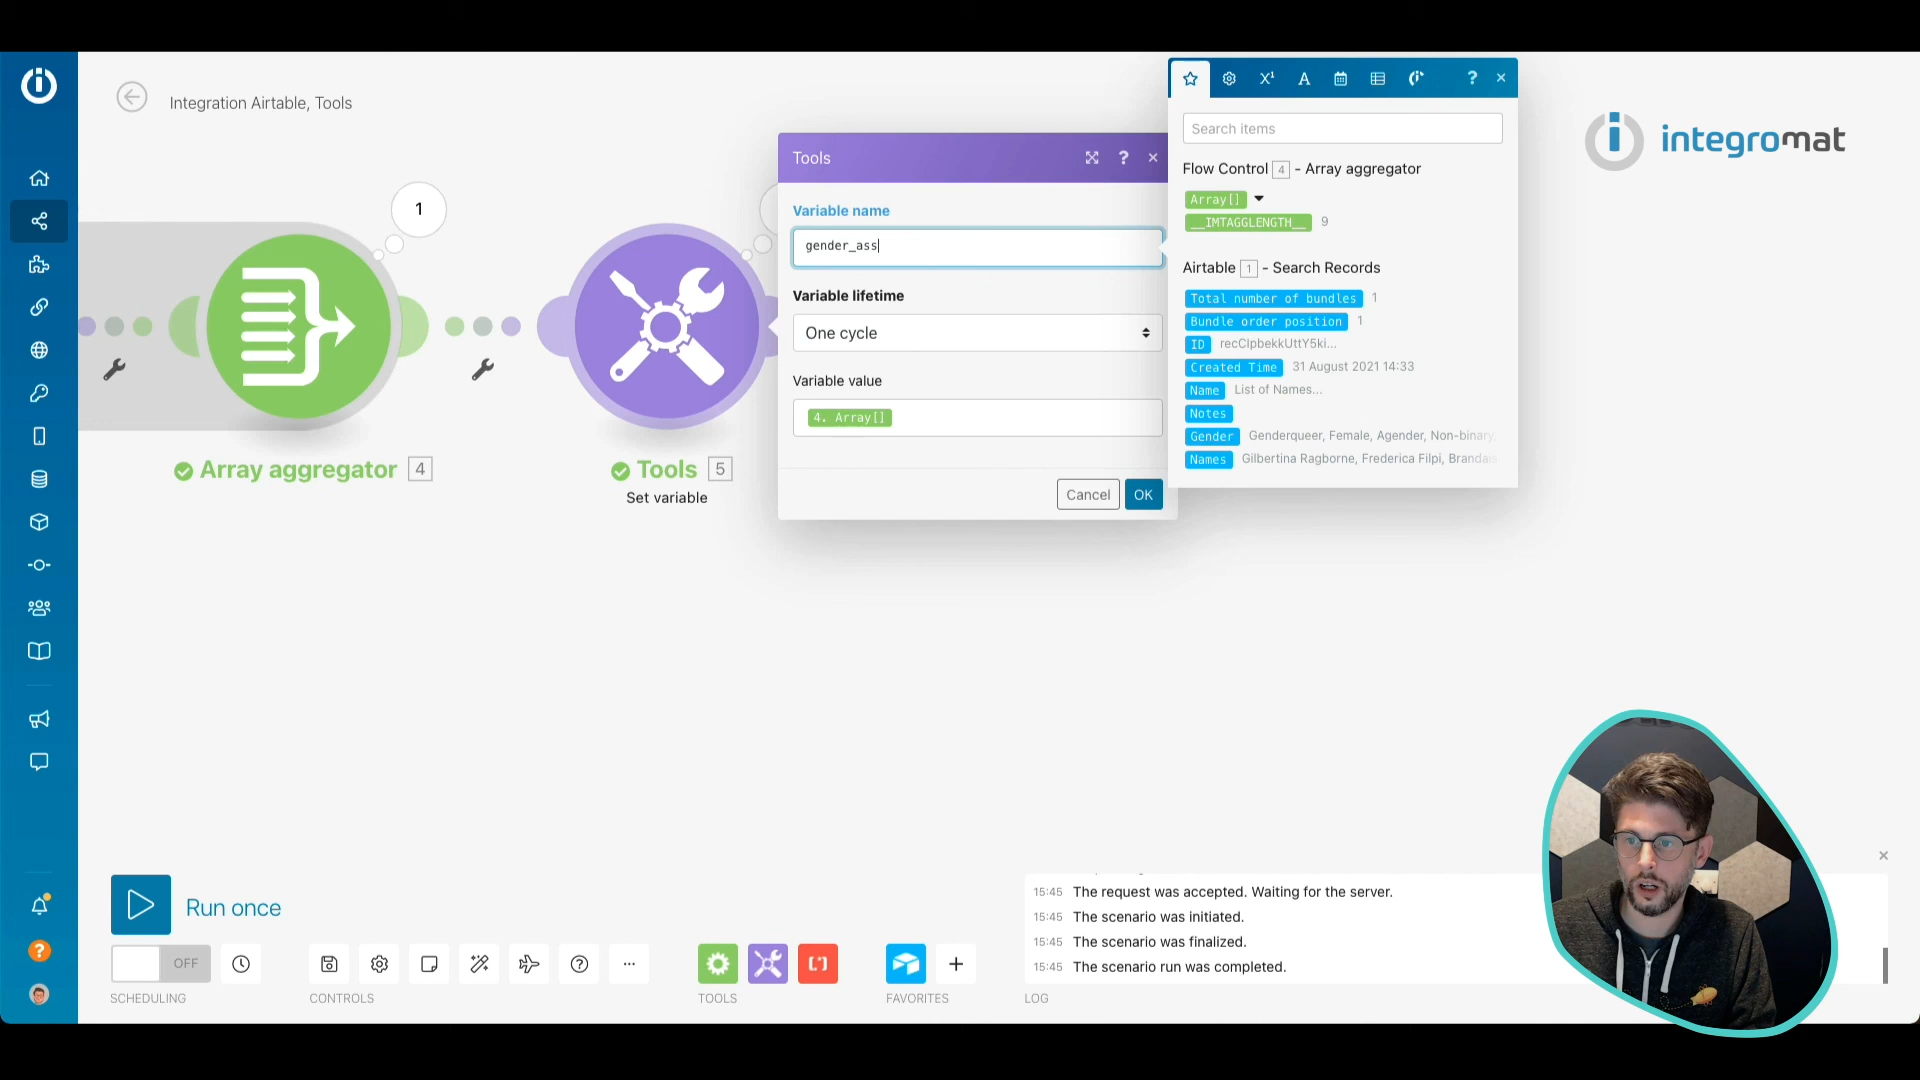 Integration Airtable, Tools
integromat
1
Array aggregator 4
Tools 5
Set variable
Tools
?
Variable name
gender_ass
Variable lifetime
One cycle
Variable value
4. Array[]
Cancel
OK
?
Search items
Flow Control 4 - Array aggregator
Array[]
__IMTAGGLENGTH__ 9
Airtable 1 - Search Records
Total number of bundles 1
Bundle order position 1
ID recClpbekkUttY5ki...
Created Time 31 August 2021 14:33
Name List of Names...
Notes
Gender Genderqueer, Female, Agender, Non-binary,
Names Gilbertina Ragborne, Frederica Filpi, Brandais
Run once
OFF
SCHEDULING
CONTROLS
TOOLS
FAVORITES
LOG
15:45 The request was accepted. Waiting for the server.
15:45 The scenario was initiated.
15:45 The scenario was finalized.
15:45 The scenario run was completed.